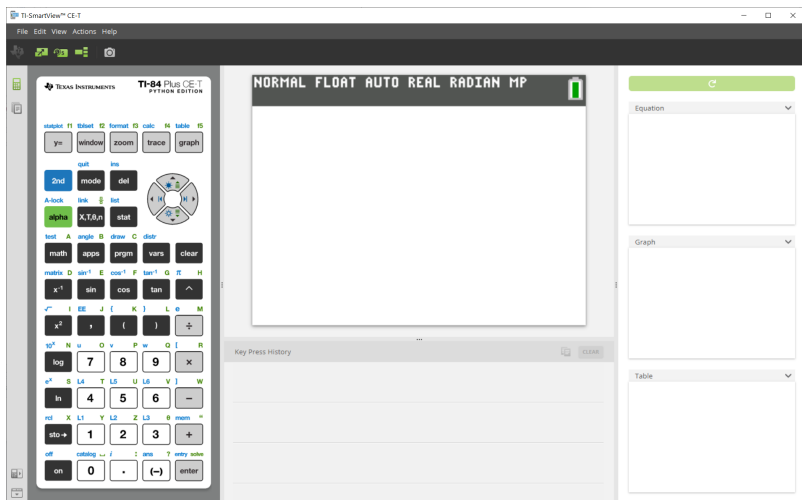 TI-SmartView™ CE-T
File Edit View Actions Help
TEXAS INSTRUMENTS TI-84 Plus CE-T
PYTHON EDITION
statplot f1 tblset f2 format f3 calc f4 table f5
y= window zoom trace graph
quit ins
2nd mode del
A-lock link list
alpha X,T,θ,n stat
test A angle B draw C distr
math apps prgm vars clear
matrix D sin⁻¹ E cos⁻¹ F tan⁻¹ G π H
x⁻¹ sin cos tan ^
√ I EE J { K } L e M
x² , ( ) ÷
10ˣ N u O v P w Q [ R
log 7 8 9 ×
eˣ S L4 T L5 U L6 V ] W
ln 4 5 6 −
rcl X L1 Y L2 Z L3 θ mem "
sto→ 1 2 3 +
off catalog i : ans ? entry solve
on 0 . (−) enter
NORMAL FLOAT AUTO REAL RADIAN MP
Key Press History CLEAR
Equation
Graph
Table